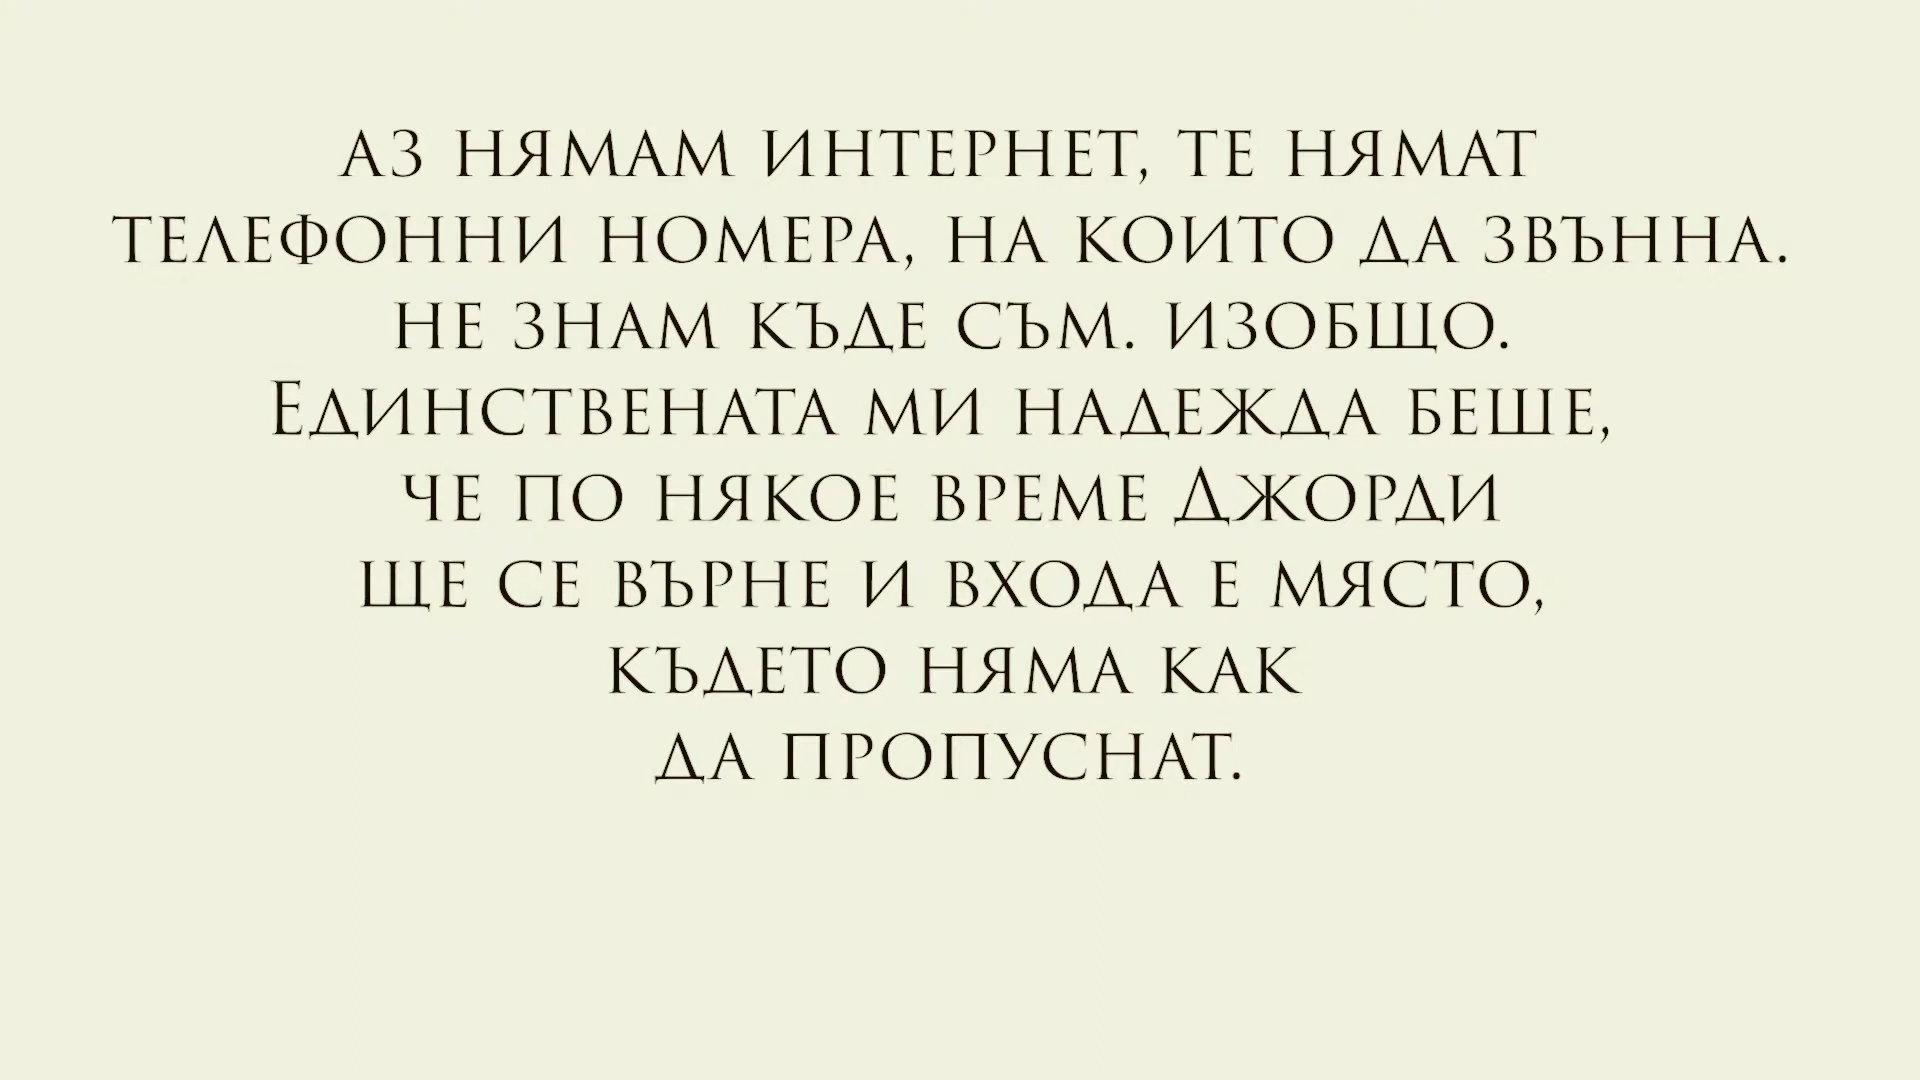 аз нямам интернет, те нямат
телефонни номера, на които да звънна.
не знам къде съм. изобщо.
Единствената ми надежда беше,
че по някое време Джорди
ще се върне и входа е място,
където няма как
да пропуснат.